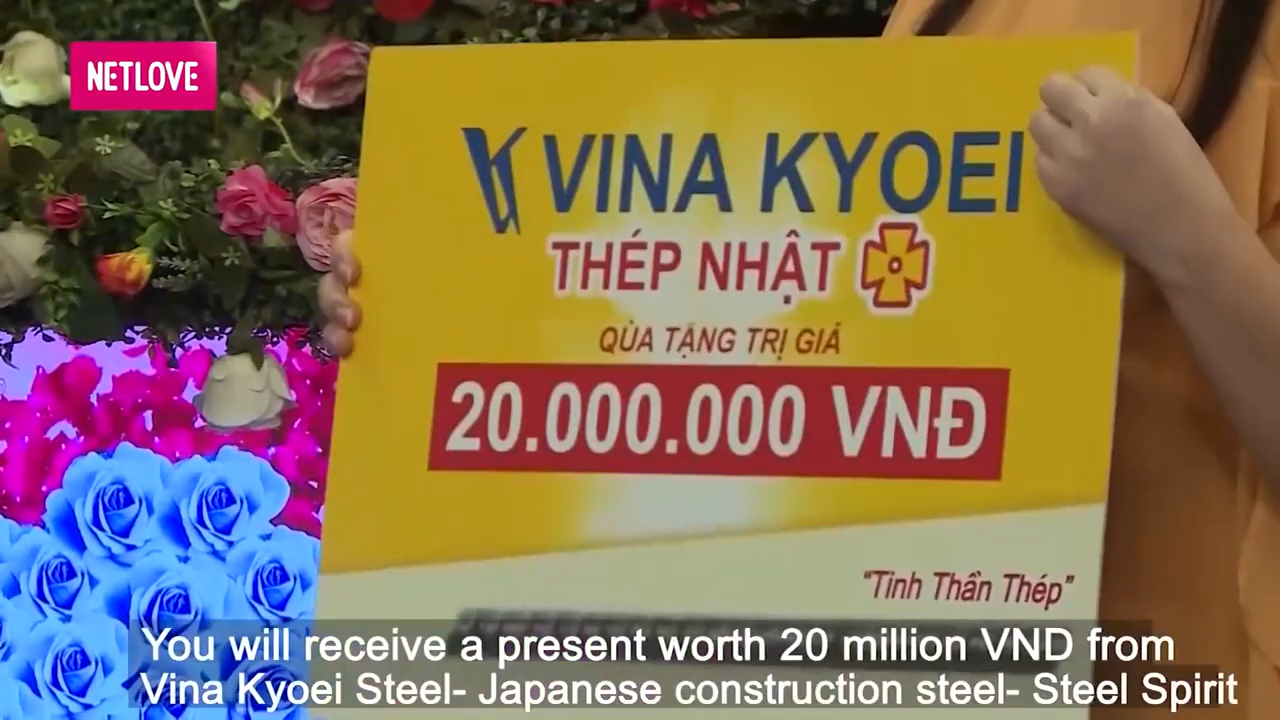 NETLOVE
VINA KYOEI
THÉP NHẬT
QÙA TẶNG TRỊ GIÁ
20.000.000 VNĐ
“Tinh Thần Thép”
You will receive a present worth 20 million VND from
Vina Kyoei Steel- Japanese construction steel- Steel Spirit